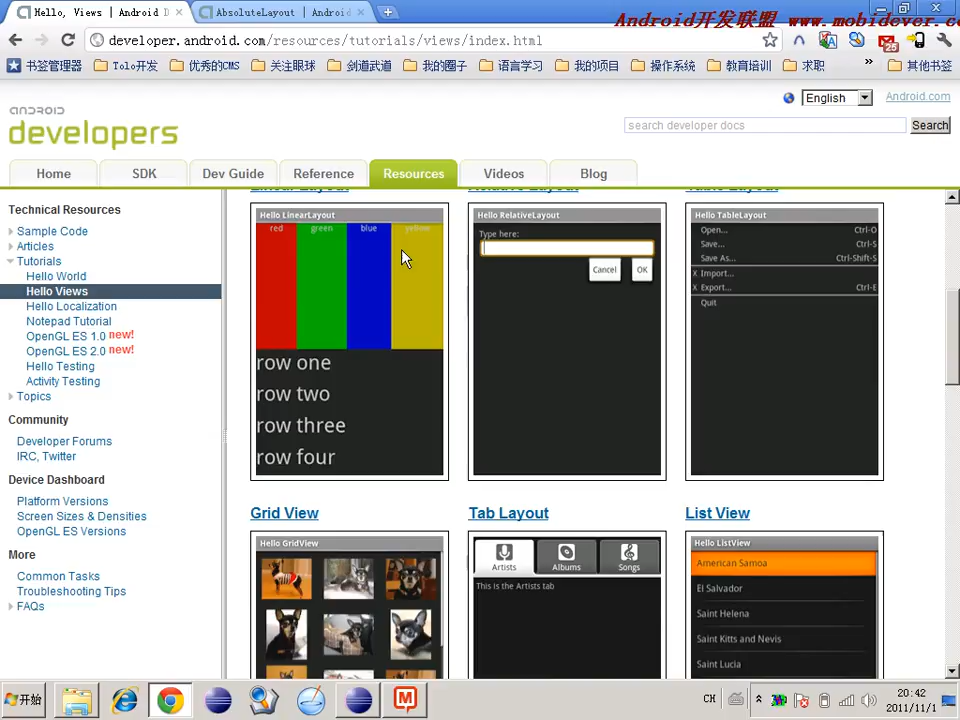 Hello, Views | Android D
AbsoluteLayout | Android
Android开发联盟 www.mobidever.com
developer.android.com/resources/tutorials/views/index.html
25
书签管理器
Tolo开发
优秀的CMS
关注眼球
剑道武道
我的圈子
语言学习
我的项目
操作系统
教育培训
求职
»
其他书签
English
Android.com
android
developers
search developer docs
Search
Home
SDK
Dev Guide
Reference
Resources
Videos
Blog
Linear Layout
Relative Layout
Table Layout
Technical Resources
Sample Code
Articles
Tutorials
Hello World
Hello Views
Hello Localization
Notepad Tutorial
OpenGL ES 1.0 new!
OpenGL ES 2.0 new!
Hello Testing
Activity Testing
Topics
Community
Developer Forums
IRC, Twitter
Device Dashboard
Platform Versions
Screen Sizes & Densities
OpenGL ES Versions
More
Common Tasks
Troubleshooting Tips
FAQs
Hello LinearLayout
red
green
blue
yellow
row one
row two
row three
row four
Hello RelativeLayout
Type here:
Cancel
OK
Hello TableLayout
Open... Ctrl-O
Save... Ctrl-S
Save As... Ctrl-Shift-S
X Import...
X Export... Ctrl-E
Quit
Grid View
Tab Layout
List View
Hello GridView
Artists
Albums
Songs
This is the Artists tab
Hello ListView
American Samoa
El Salvador
Saint Helena
Saint Kitts and Nevis
Saint Lucia
开始
CH
20:42
2011/11/1